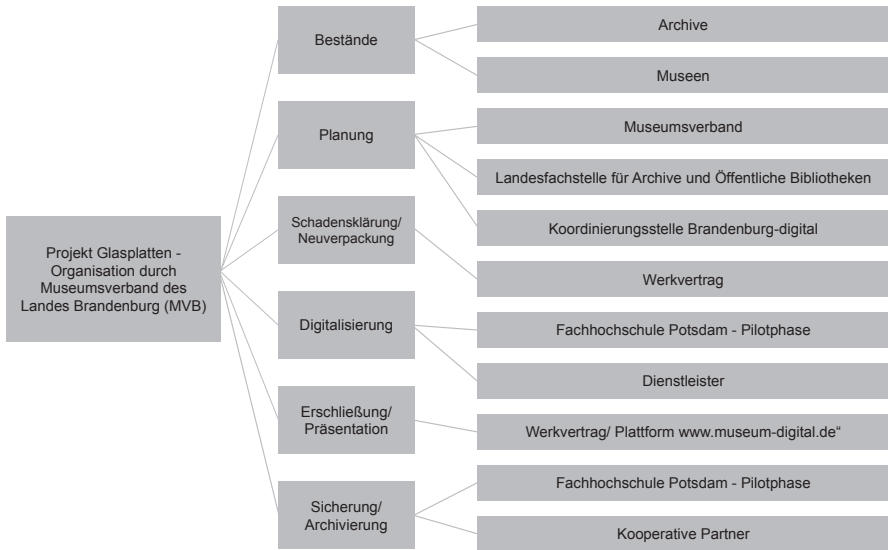 Projekt Glasplatten -
Organisation durch
Museumsverband des
Landes Brandenburg (MVB)
Bestände
Archive
Museen
Planung
Museumsverband
Landesfachstelle für Archive und Öffentliche Bibliotheken
Koordinierungsstelle Brandenburg-digital
Schadensklärung/
Neuverpackung
Werkvertrag
Digitalisierung
Fachhochschule Potsdam - Pilotphase
Dienstleister
Erschließung/
Präsentation
Werkvertrag/ Plattform www.museum-digital.de“
Sicherung/
Archivierung
Fachhochschule Potsdam - Pilotphase
Kooperative Partner